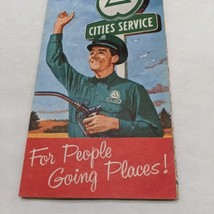 CITIES SERVICE
For People
Going Places!